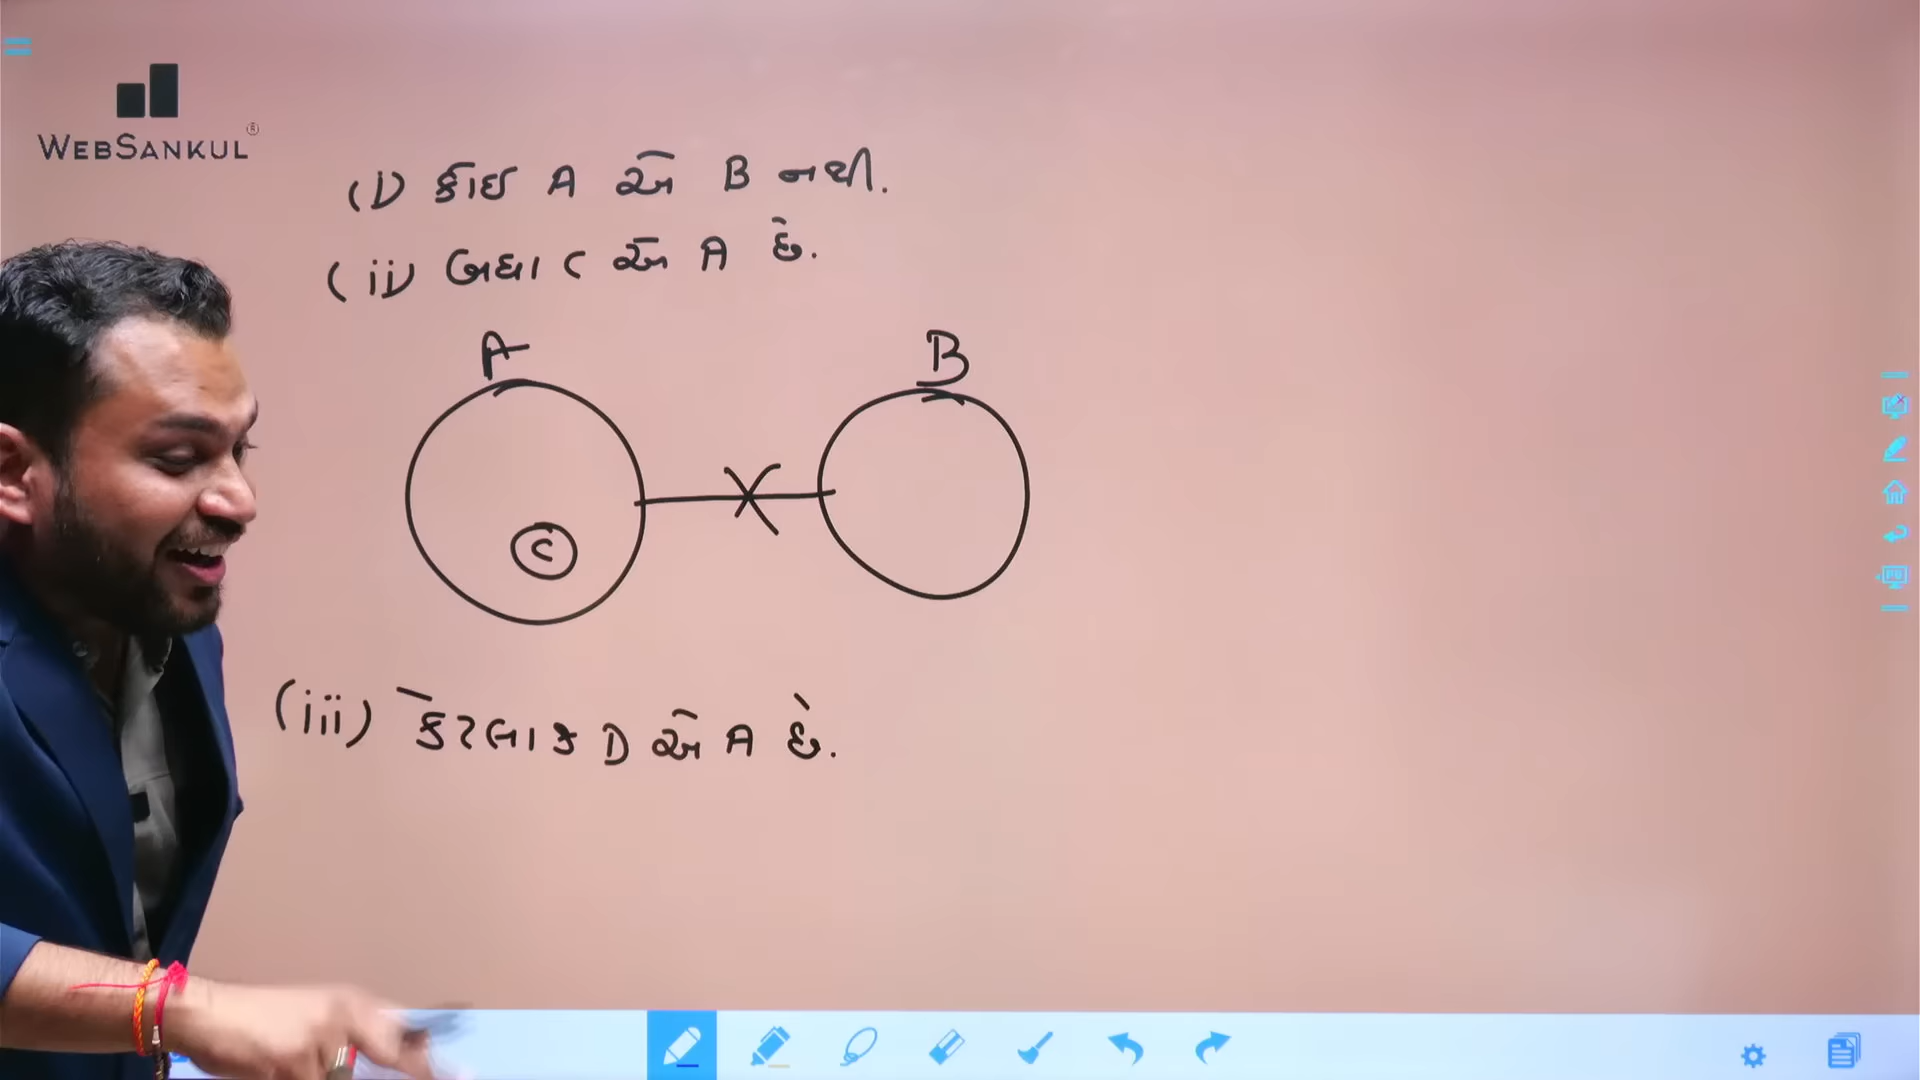 WEBSANKUL®
(i) કોઈ A એ B નથી.
(ii) બધા C એ A છે.
A
B
C
(iii) કેટલાક D એ A છે.